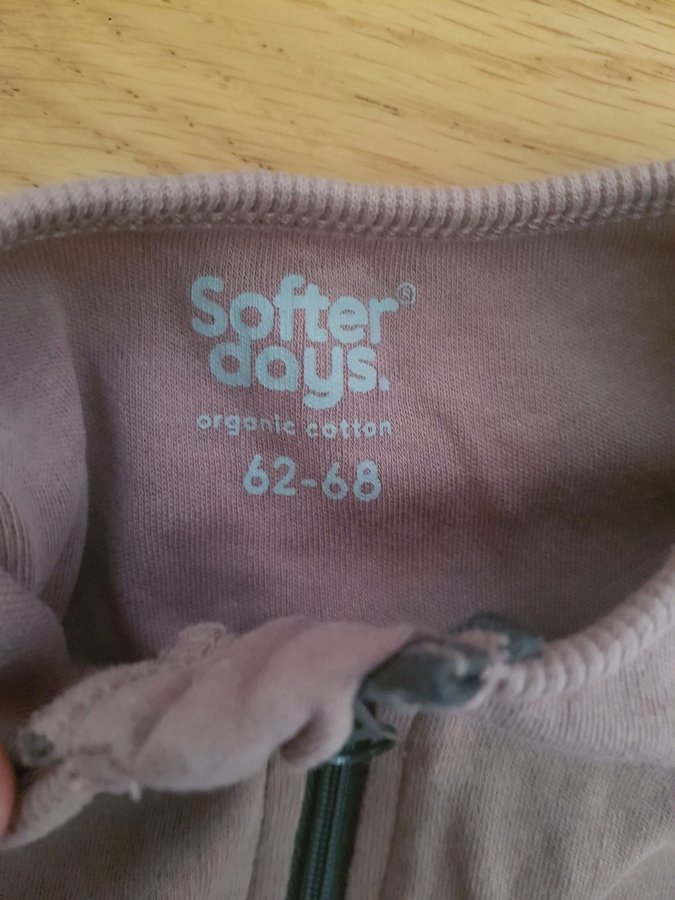 Softer®
days.
organic cotton
62-68